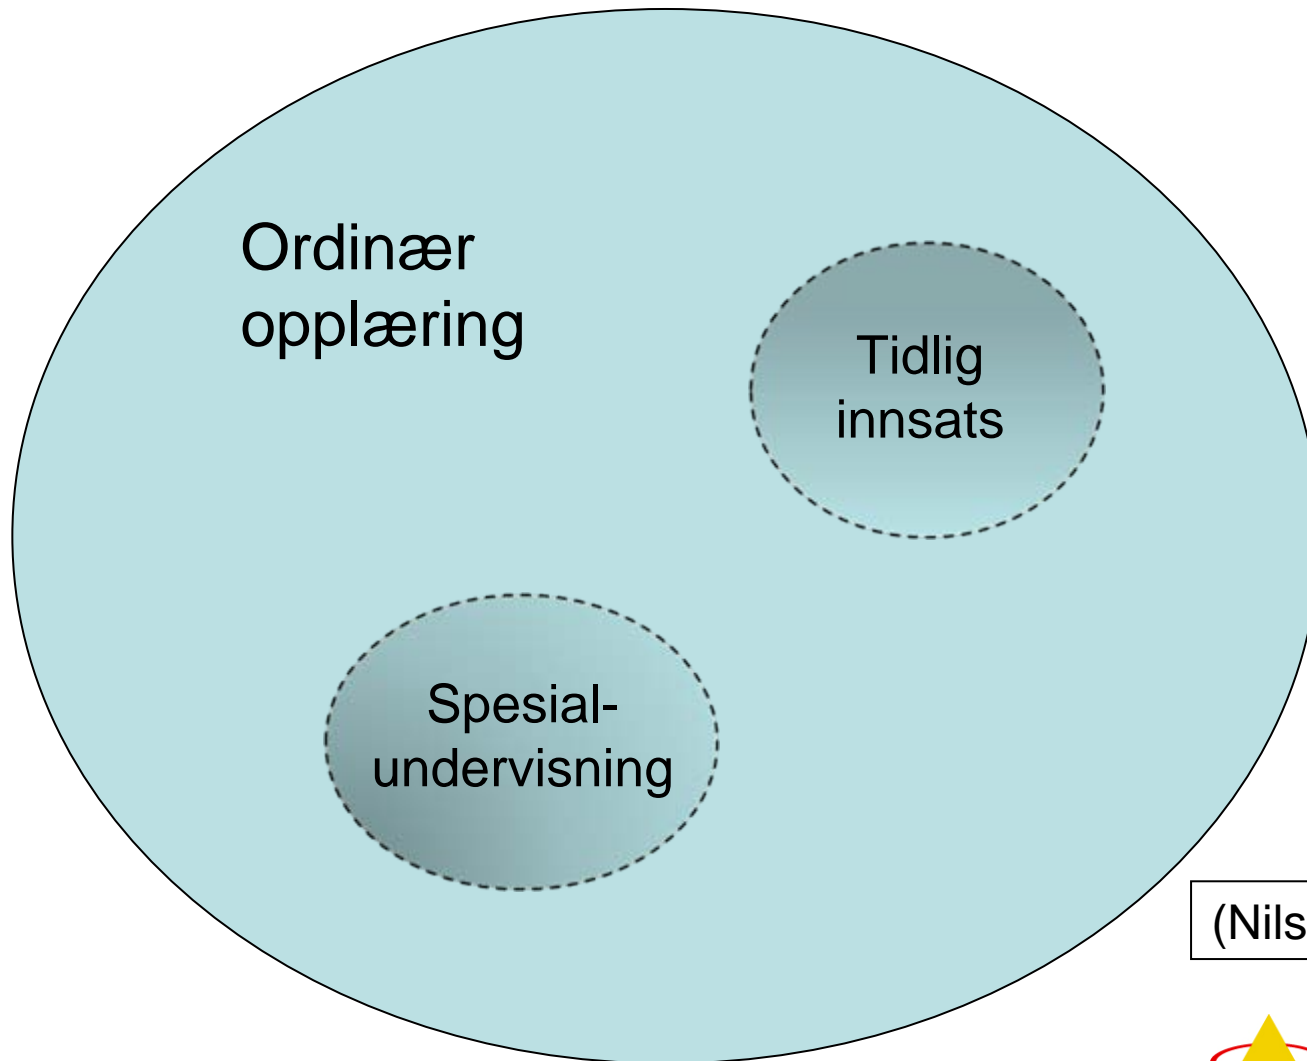 Ordinær
opplæring
Tidlig
innsats
Spesial-
undervisning
(Nils